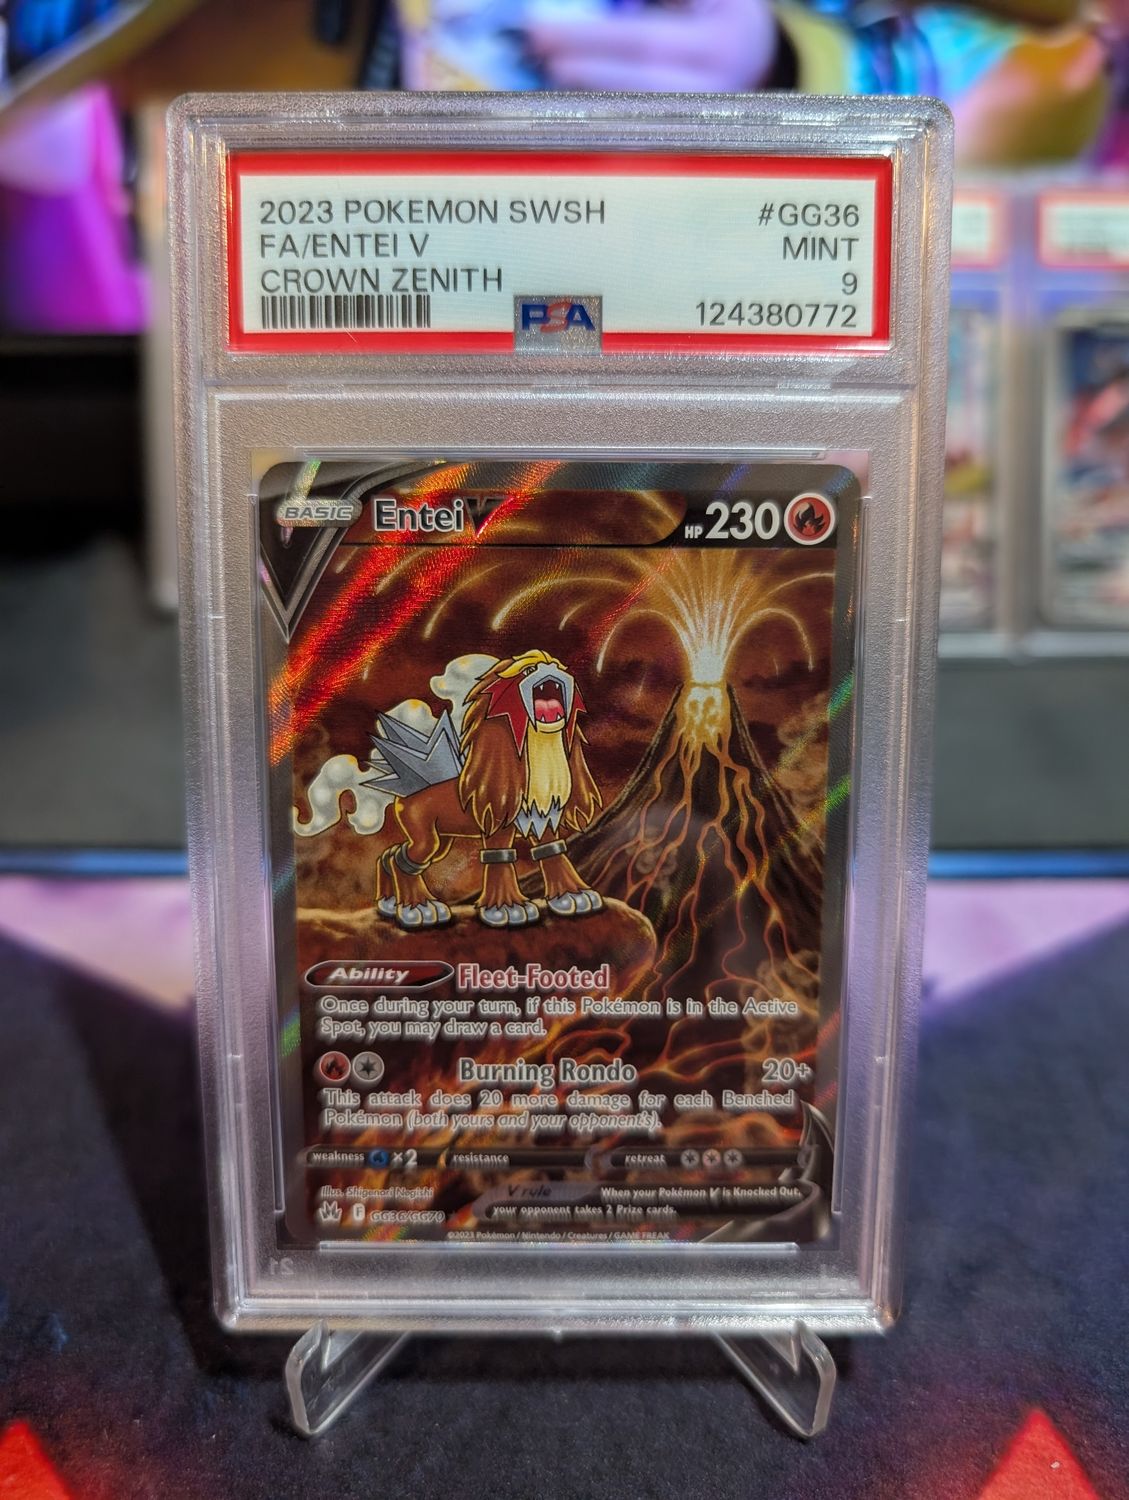 2023 POKEMON SWSH #GG36
FA/ENTEI V MINT
CROWN ZENITH 9
PSA 124380772
BASIC Entei V HP 230
Ability Fleet-Footed
Once during your turn, if this Pokémon is in the Active
Spot, you may draw a card.
Burning Rondo 20+
This attack does 20 more damage for each Benched
Pokémon (both yours and your opponent's).
weakness ×2 resistance retreat
Illus. Shigenori Negishi V rule When your Pokémon V is Knocked Out,
your opponent takes 2 Prize cards.
F GG36/GG70
©2023 Pokémon / Nintendo / Creatures / GAME FREAK